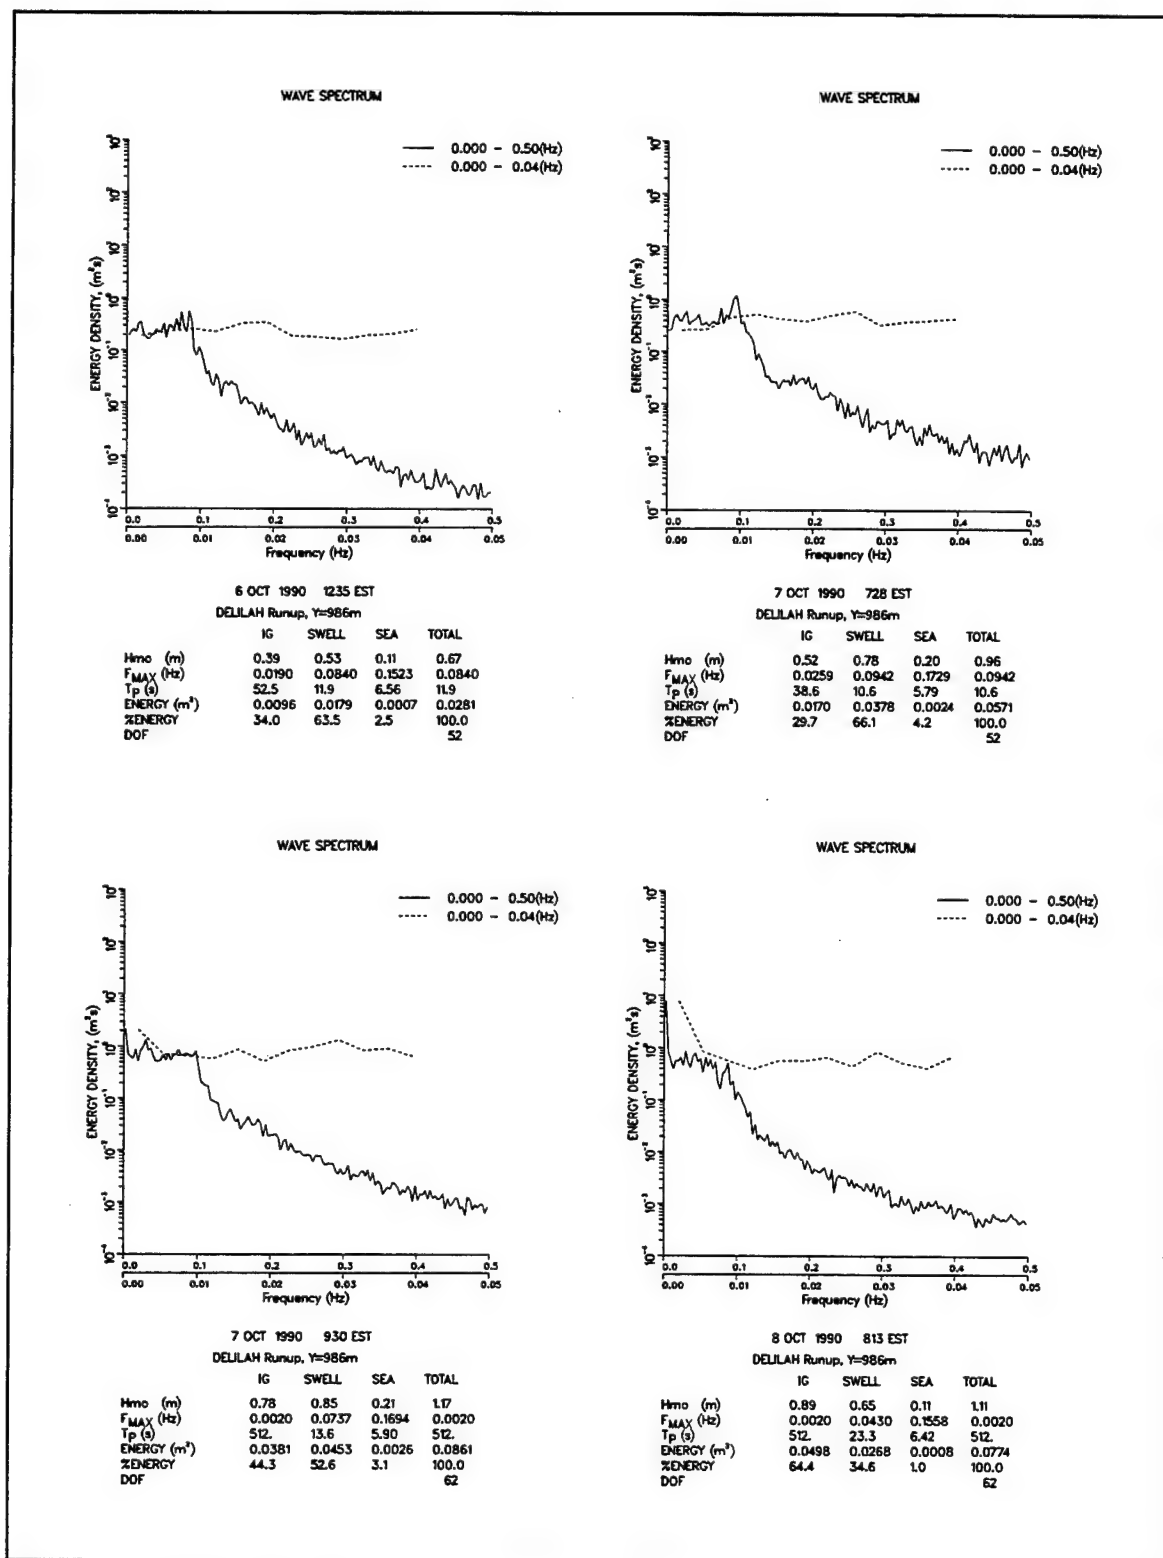 WAVE SPECTRUM
0.000 - 0.50(Hz)
0.000 - 0.04(Hz)
ENERGY DENSITY, (m²s)
0.0 0.1 0.2 0.3 0.4 0.5
0.00 0.01 0.02 0.03 0.04 0.05
Frequency (Hz)
6 OCT 1990 1235 EST
DELILAH Runup, Y=986m
IG SWELL SEA TOTAL
Hmo (m) 0.39 0.53 0.11 0.67
FMAX (Hz) 0.0190 0.0840 0.1523 0.0840
Tp (s) 52.5 11.9 6.56 11.9
ENERGY (m²) 0.0096 0.0179 0.0007 0.0281
%ENERGY 34.0 63.5 2.5 100.0
DOF 52
WAVE SPECTRUM
0.000 - 0.50(Hz)
0.000 - 0.04(Hz)
ENERGY DENSITY, (m²s)
0.0 0.1 0.2 0.3 0.4 0.5
0.00 0.01 0.02 0.03 0.04 0.05
Frequency (Hz)
7 OCT 1990 728 EST
DELILAH Runup, Y=986m
IG SWELL SEA TOTAL
Hmo (m) 0.52 0.78 0.20 0.96
FMAX (Hz) 0.0259 0.0942 0.1729 0.0942
Tp (s) 38.6 10.6 5.79 10.6
ENERGY (m²) 0.0170 0.0378 0.0024 0.0571
%ENERGY 29.7 66.1 4.2 100.0
DOF 52
WAVE SPECTRUM
0.000 - 0.50(Hz)
0.000 - 0.04(Hz)
ENERGY DENSITY, (m²s)
0.0 0.1 0.2 0.3 0.4 0.5
0.00 0.01 0.02 0.03 0.04 0.05
Frequency (Hz)
7 OCT 1990 930 EST
DELILAH Runup, Y=986m
IG SWELL SEA TOTAL
Hmo (m) 0.78 0.85 0.21 1.17
FMAX (Hz) 0.0020 0.0737 0.1694 0.0020
Tp (s) 512. 13.6 5.90 512.
ENERGY (m²) 0.0381 0.0453 0.0026 0.0861
%ENERGY 44.3 52.6 3.1 100.0
DOF 62
WAVE SPECTRUM
0.000 - 0.50(Hz)
0.000 - 0.04(Hz)
ENERGY DENSITY, (m²s)
0.0 0.1 0.2 0.3 0.4 0.5
0.00 0.01 0.02 0.03 0.04 0.05
Frequency (Hz)
8 OCT 1990 813 EST
DELILAH Runup, Y=986m
IG SWELL SEA TOTAL
Hmo (m) 0.89 0.65 0.11 1.11
FMAX (Hz) 0.0020 0.0430 0.1558 0.0020
Tp (s) 512. 23.3 6.42 512.
ENERGY (m²) 0.0498 0.0268 0.0008 0.0774
%ENERGY 64.4 34.6 1.0 100.0
DOF 62